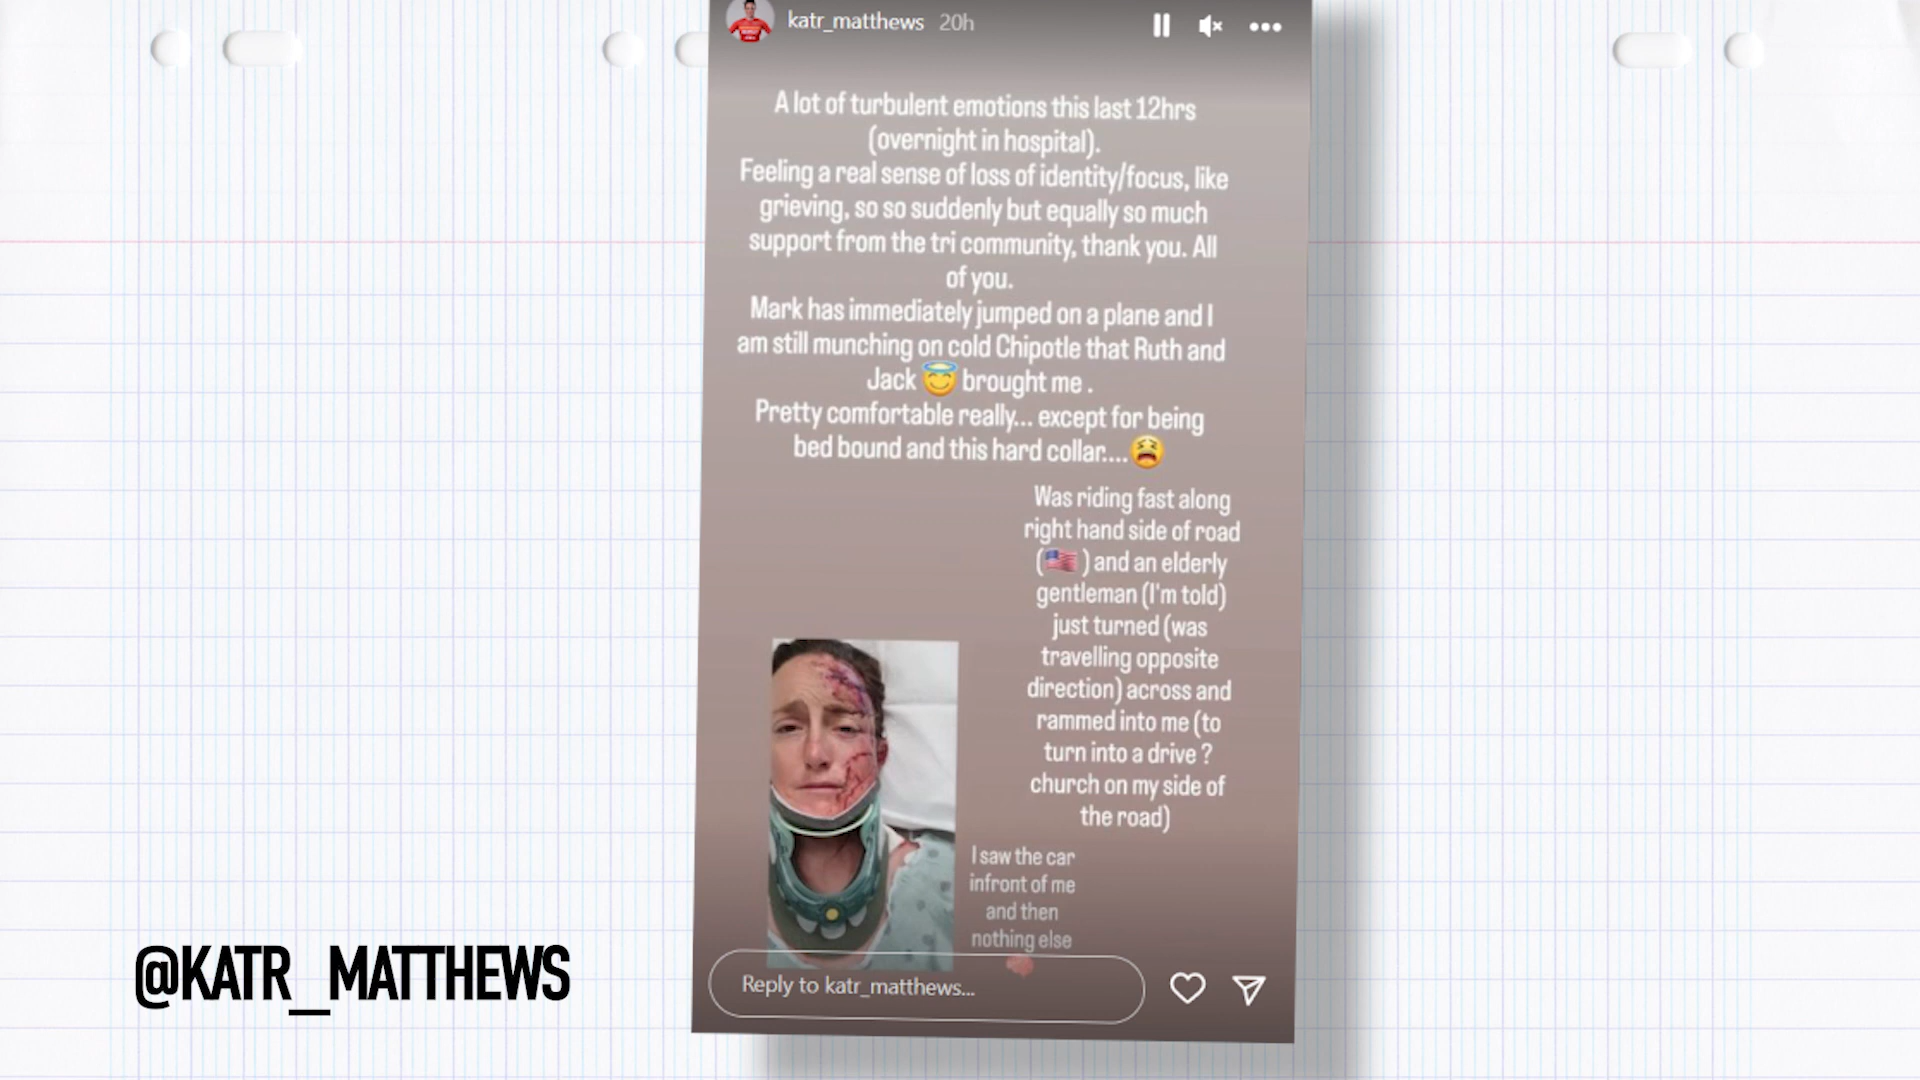 katr_matthews 20h
A lot of turbulent emotions this last 12hrs
(overnight in hospital).
Feeling a real sense of loss of identity/focus, like
grieving, so so suddenly but equally so much
support from the tri community, thank you. All
of you.
Mark has immediately jumped on a plane and I
am still munching on cold Chipotle that Ruth and
Jack 😇 brought me .
Pretty comfortable really... except for being
bed bound and this hard collar.... 😫
Was riding fast along
right hand side of road
(🇺🇸) and an elderly
gentleman (I'm told)
just turned (was
travelling opposite
direction) across and
rammed into me (to
turn into a drive ?
church on my side of
the road)
I saw the car
infront of me
and then
nothing else
Reply to katr_matthews...
@KATR_MATTHEWS